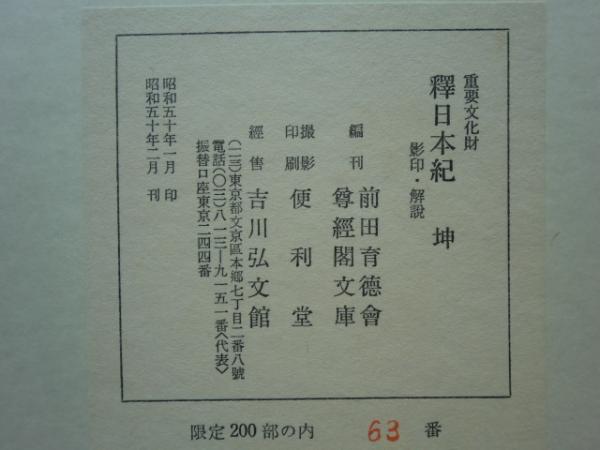 重要文化財
釋日本紀 坤
影印・解說
編刊 前田育德會
尊經閣文庫
撮影
印刷 便利堂
經售 吉川弘文館
(一一三)東京都文京區本郷七丁目二番八號
電話(〇三)八一三―九一五一番〈代表〉
振替口座東京二四四番
昭和五十年一月 印
昭和五十年二月 刊
限定200部の内 63 番